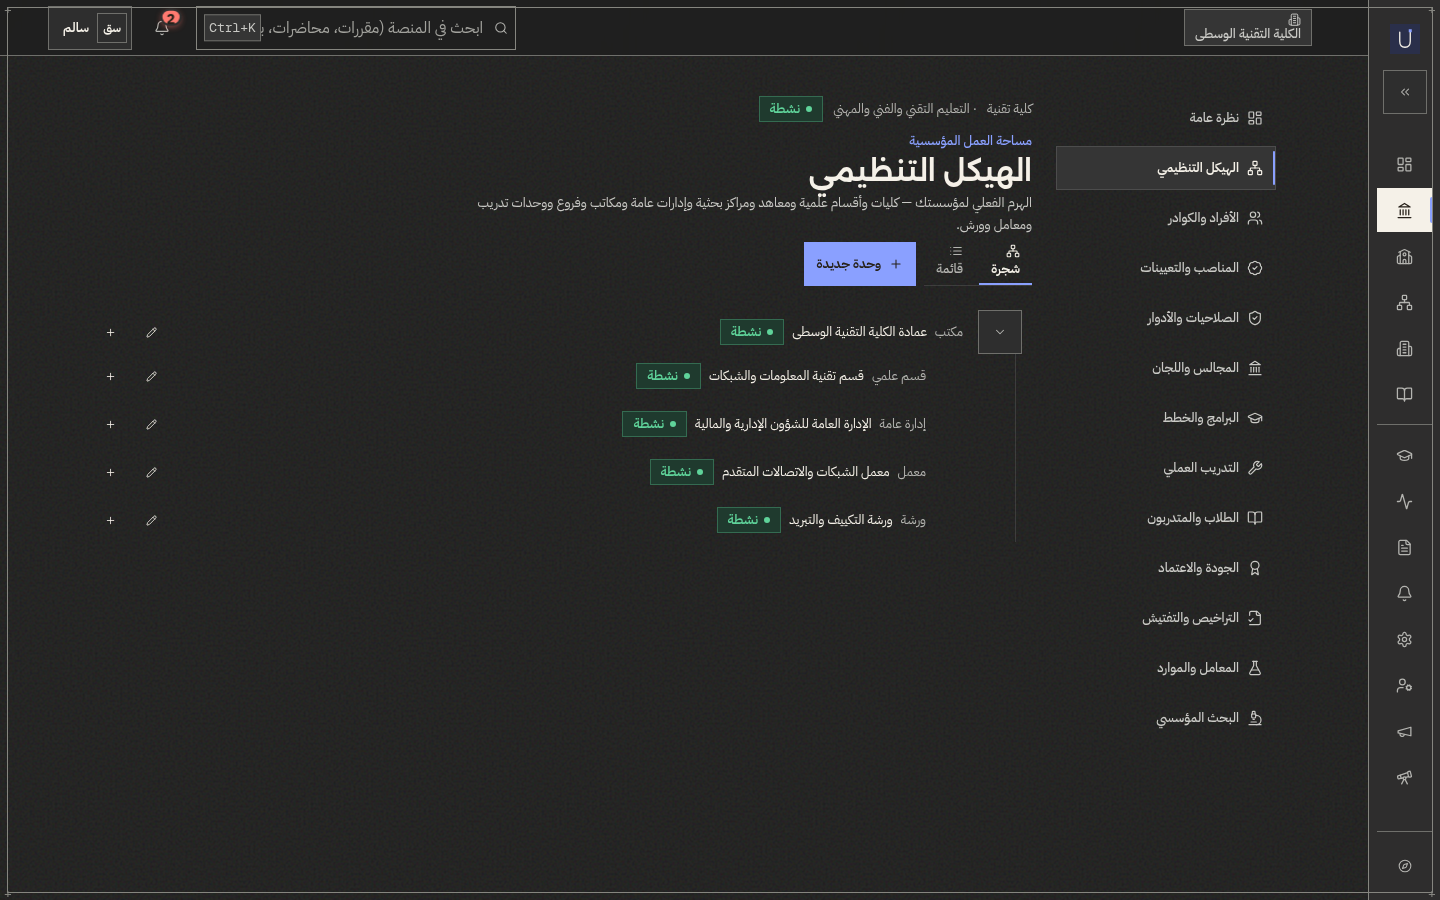 الكلية التقنية الوسطى
ابحث في المنصة (مقررات، محاضرات، ب
Ctrl+K
2
سق
سالم
نظرة عامة
الهيكل التنظيمي
الأفراد والكوادر
المناصب والتعيينات
الصلاحيات والأدوار
المجالس واللجان
البرامج والخطط
التدريب العملي
الطلاب والمتدربون
الجودة والاعتماد
التراخيص والتفتيش
المعامل والموارد
البحث المؤسسي
كلية تقنية · التعليم التقني والفني والمهني نشطة
مساحة العمل المؤسسية
الهيكل التنظيمي
الهرم الفعلي لمؤسستك — كليات وأقسام علمية ومعاهد ومراكز بحثية وإدارات عامة ومكاتب وفروع ووحدات تدريب
ومعامل وورش.
شجرة
قائمة
وحدة جديدة
مكتب عمادة الكلية التقنية الوسطى نشطة
قسم علمي قسم تقنية المعلومات والشبكات نشطة
إدارة عامة الإدارة العامة للشؤون الإدارية والمالية نشطة
معمل معمل الشبكات والاتصالات المتقدم نشطة
ورشة ورشة التكييف والتبريد نشطة